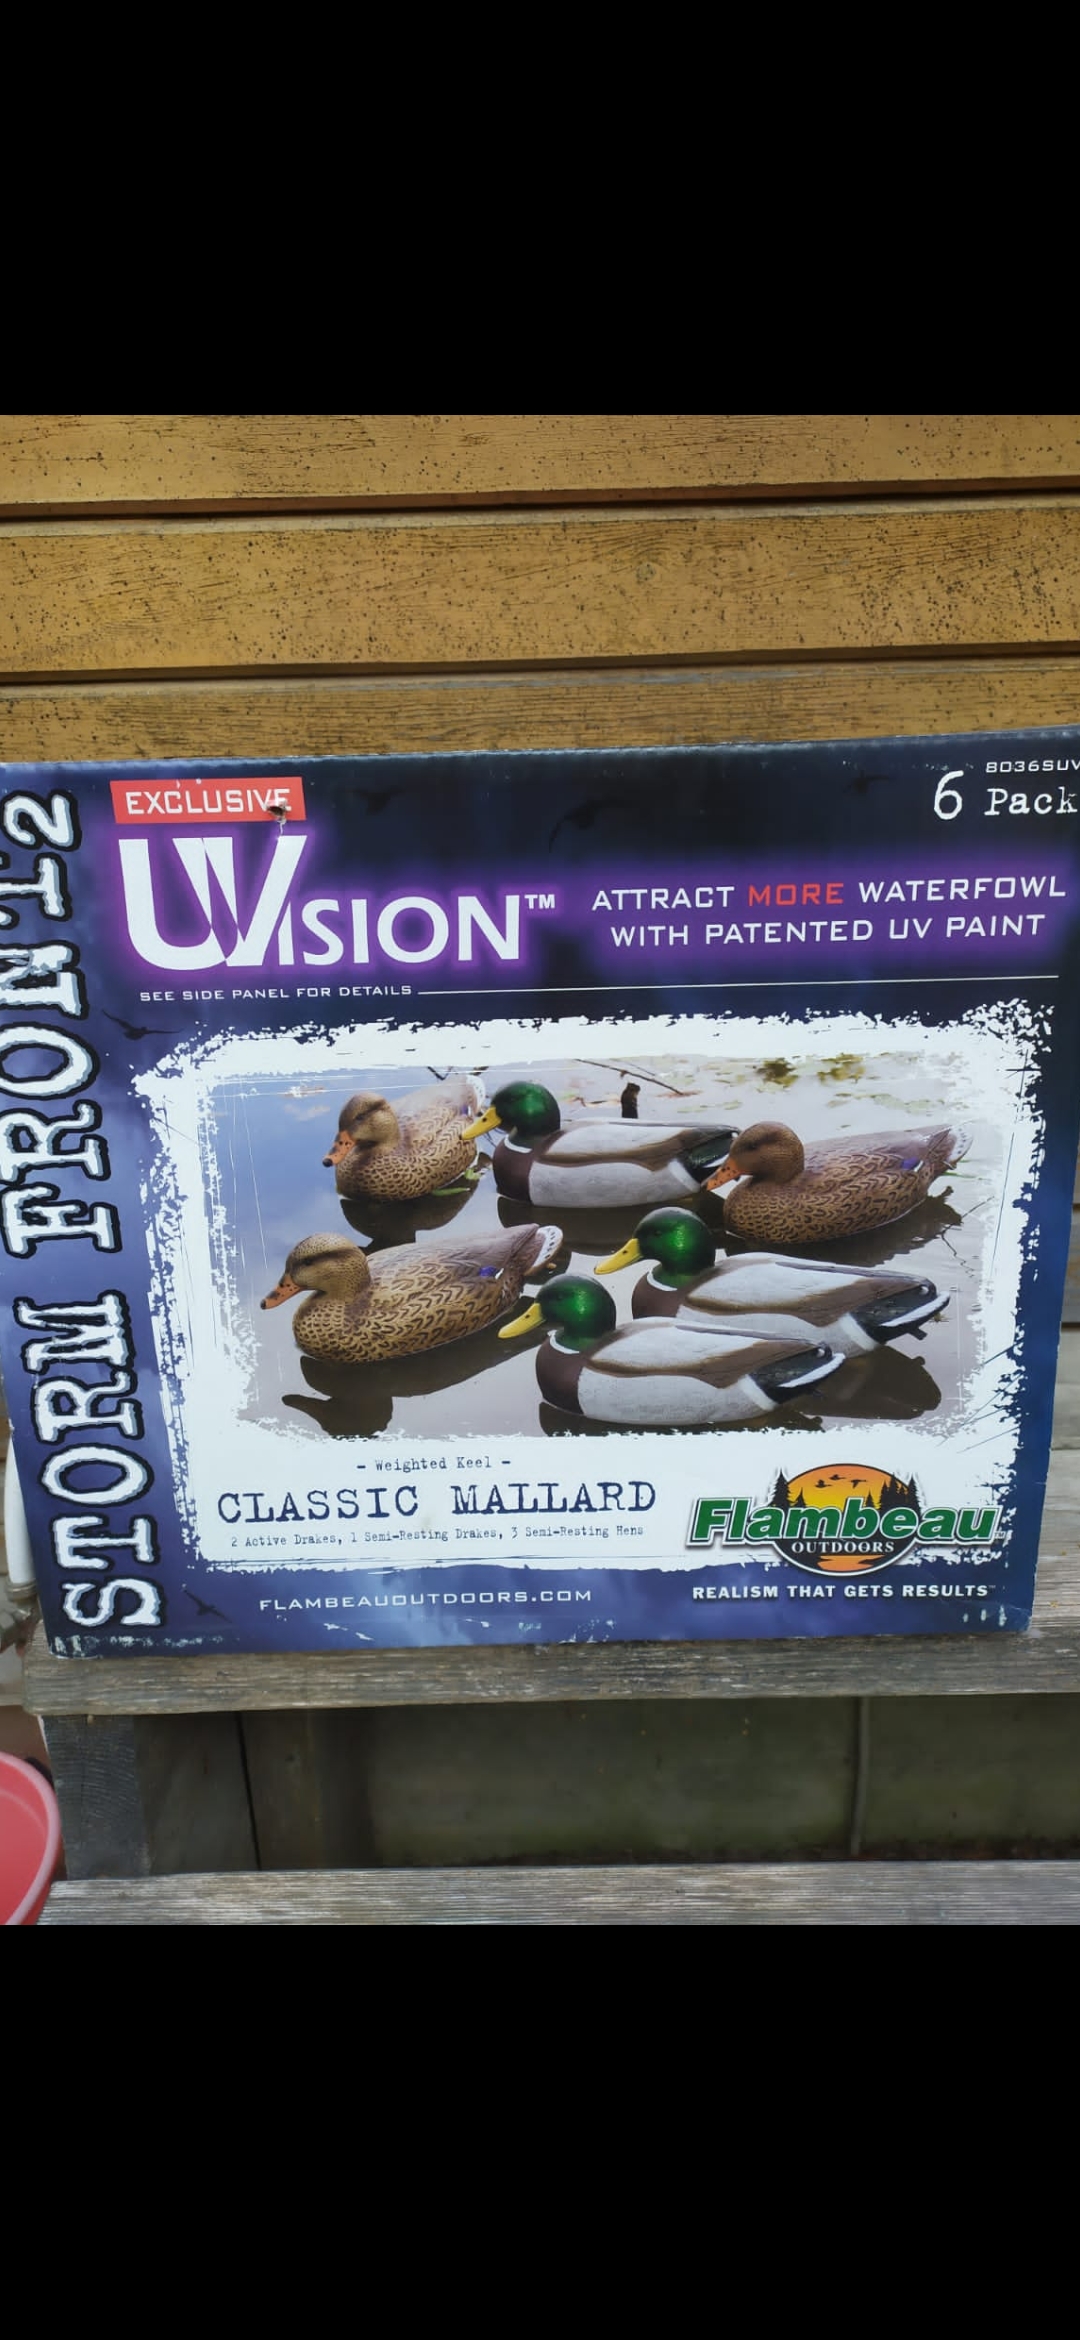 STORM FRONT2
EXCLUSIVE
UVISION™
SEE SIDE PANEL FOR DETAILS
8036SUV
6 Pack
ATTRACT MORE WATERFOWL
WITH PATENTED UV PAINT
- Weighted Keel -
CLASSIC MALLARD
2 Active Drakes, 1 Semi-Resting Drakes, 3 Semi-Resting Hens
Flambeau™
OUTDOORS
REALISM THAT GETS RESULTS™
FLAMBEAUOUTDOORS.COM